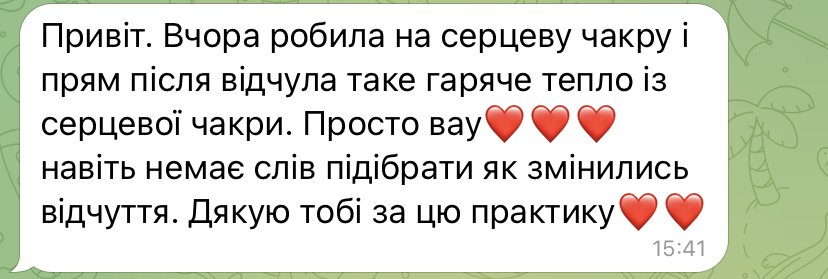 Привіт. Вчора робила на серцеву чакру і
прям після відчула таке гаряче тепло із
серцевої чакри. Просто вау❤️❤️❤️
навіть немає слів підібрати як змінились
відчуття. Дякую тобі за цю практику❤️❤️
15:41